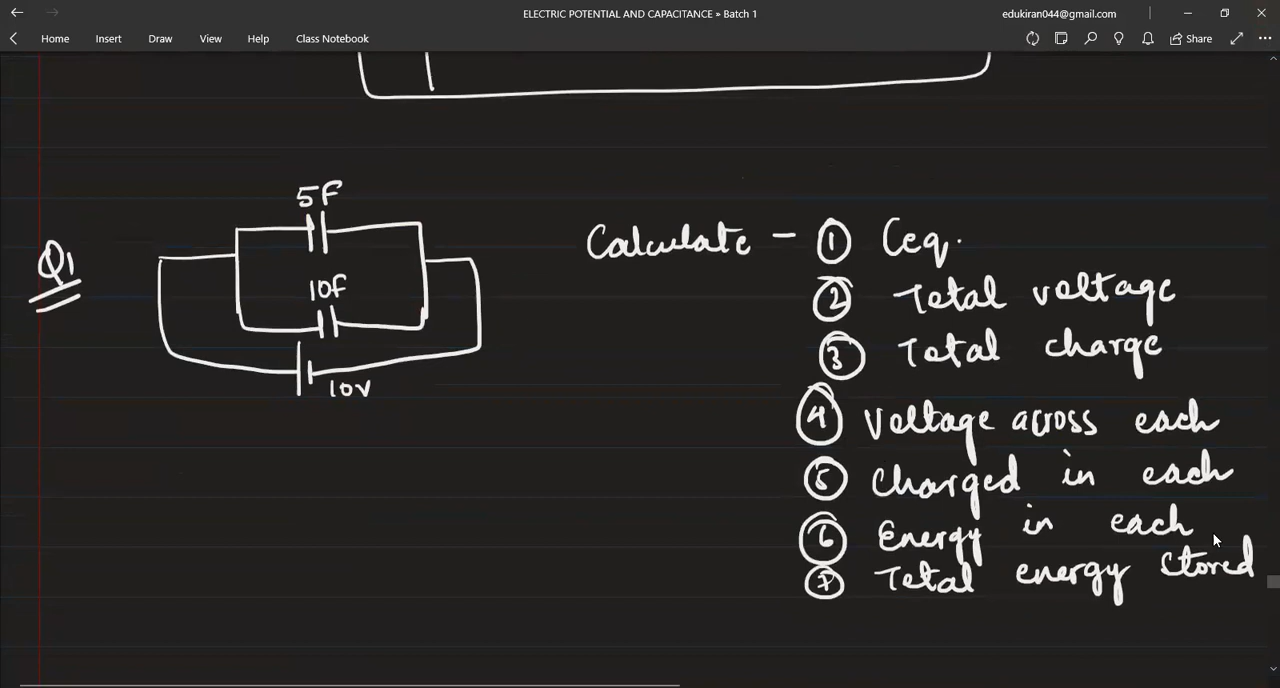 ELECTRIC POTENTIAL AND CAPACITANCE » Batch 1
edukiran044@gmail.com
Home Insert Draw View Help Class Notebook
Share
Q1
5F
10F
10V
Calculate - 1 Ceq.
2 Total voltage
3 Total charge
4 Voltage across each
5 Charged in each
6 Energy in each
7 Total energy stored